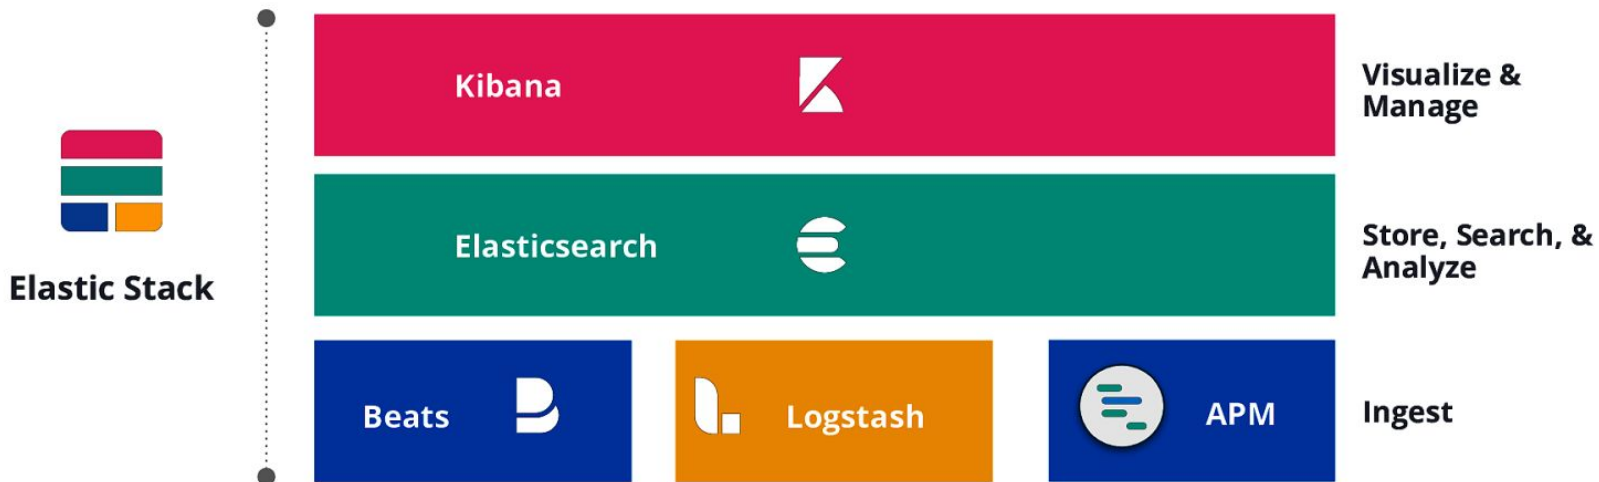 Kibana
Visualize &
Manage
Elastic Stack
Elasticsearch
Store, Search, &
Analyze
Beats
Logstash
APM
Ingest